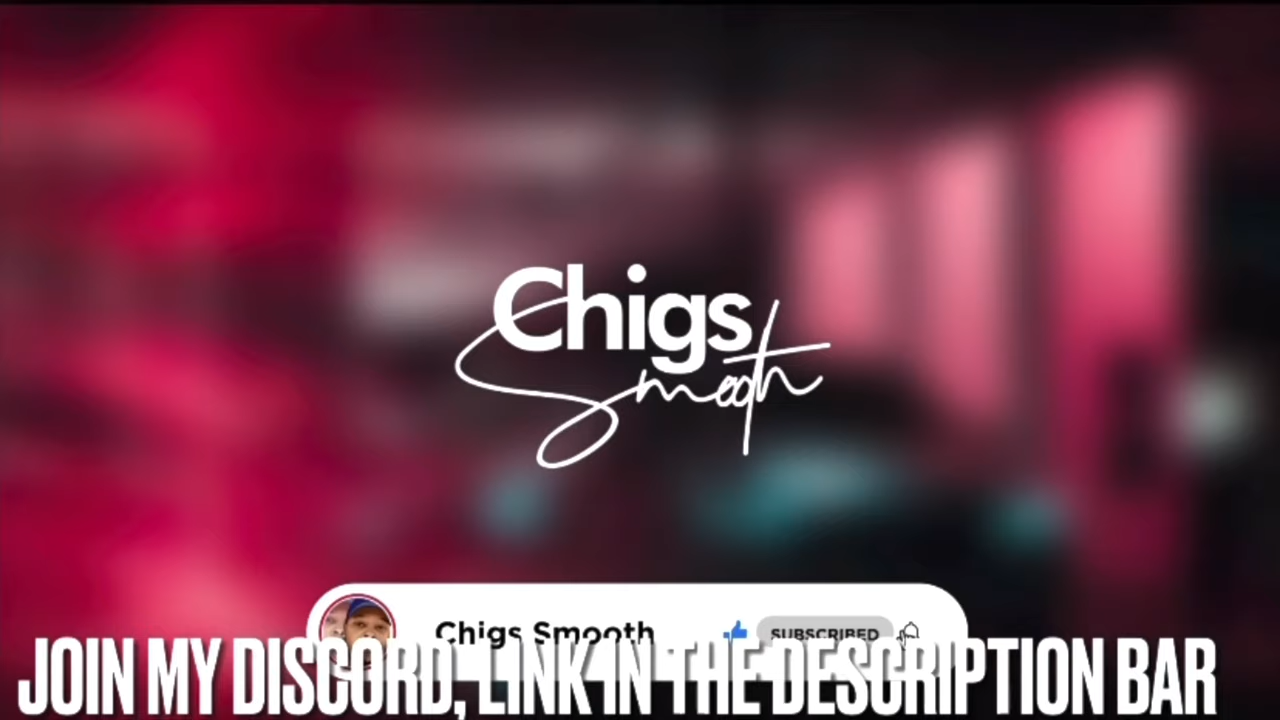 Chigs
Smooth
Chigs Smooth
SUBSCRIBED
JOIN MY DISCORD, LINK IN THE DESCRIPTION BAR